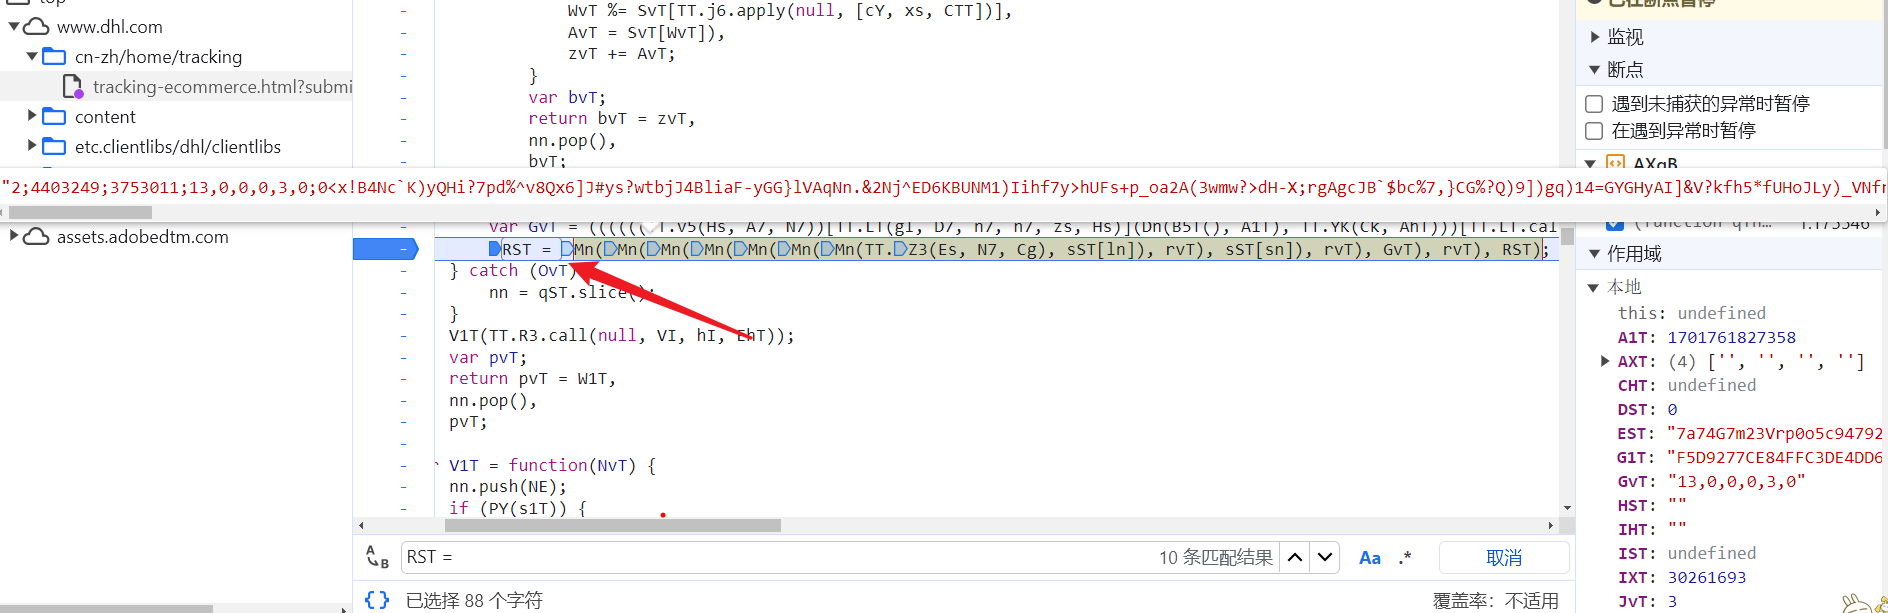 top
www.dhl.com
cn-zh/home/tracking
tracking-ecommerce.html?submi
content
etc.clientlibs/dhl/clientlibs
assets.adobedtm.com
WvT %= SvT[TT.j6.apply(null, [cY, xs, CTT])],
AvT = SvT[WvT]),
zvT += AvT;
}
var bvT;
return bvT = zvT,
nn.pop(),
bvT;
"2;4403249;3753011;13,0,0,0,3,0;0<x!B4Nc`K)yQHi?7pd%^v8Qx6]J#ys?wtbjJ4BliaF-yGG}lVAqNn.&2Nj^ED6KBUNM1)Iihf7y>hUFs+p_oa2A(3wmw?>dH-X;rgAgcJB`$bc%7,}CG%?Q)9])gq)14=GYGHyAI]&V?kfh5*fUHoJLy)_VNfr
var GvT = ((((((TT.v5(Hs, A7, N7))[TT.LT(gI, D7, n7, n7, zs, Hs)](Dn(B5T(), A1T), TT.YK(Ck, AhT)))[TT.LT.cal
RST = Mn(Mn(Mn(Mn(Mn(Mn(Mn(TT.Z3(Es, N7, Cg), sST[ln]), rvT), sST[sn]), rvT), GvT), rvT), RST);
} catch (OvT)
nn = qST.slice();
}
V1T(TT.R3.call(null, VI, hI, EhT));
var pvT;
return pvT = W1T,
nn.pop(),
pvT;
V1T = function(NvT) {
nn.push(NE);
if (PY(s1T)) {
RST =
10 条匹配结果
Aa
.*
取消
{} 已选择 88 个字符
覆盖率: 不适用
已在断点暂停
监视
断点
遇到未捕获的异常时暂停
在遇到异常时暂停
AXqB
1.175546
作用域
本地
this: undefined
A1T: 1701761827358
AXT: (4) ['', '', '', '']
CHT: undefined
DST: 0
EST: "7a74G7m23Vrp0o5c94792
G1T: "F5D9277CE84FFC3DE4DD6
GvT: "13,0,0,0,3,0"
HST: ""
IHT: ""
IST: undefined
IXT: 30261693
JvT: 3